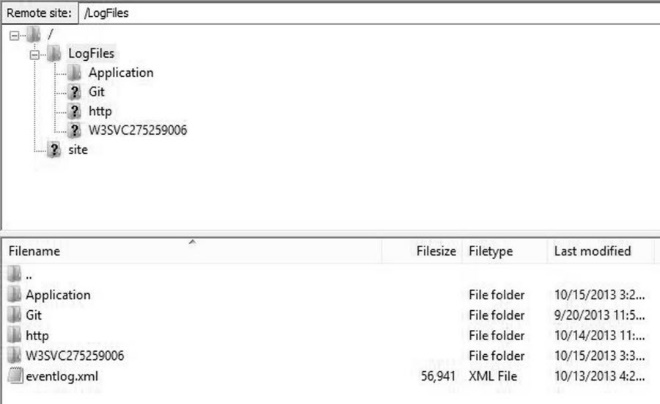 Remote site: /LogFiles
/
LogFiles
Application
? Git
? http
? W3SVC275259006
? site
Filename Filesize Filetype Last modified
..
Application File folder 10/15/2013 3:2...
Git File folder 9/20/2013 11:5...
http File folder 10/14/2013 11:...
W3SVC275259006 File folder 10/15/2013 3:3...
eventlog.xml 56,941 XML File 10/13/2013 4:2...